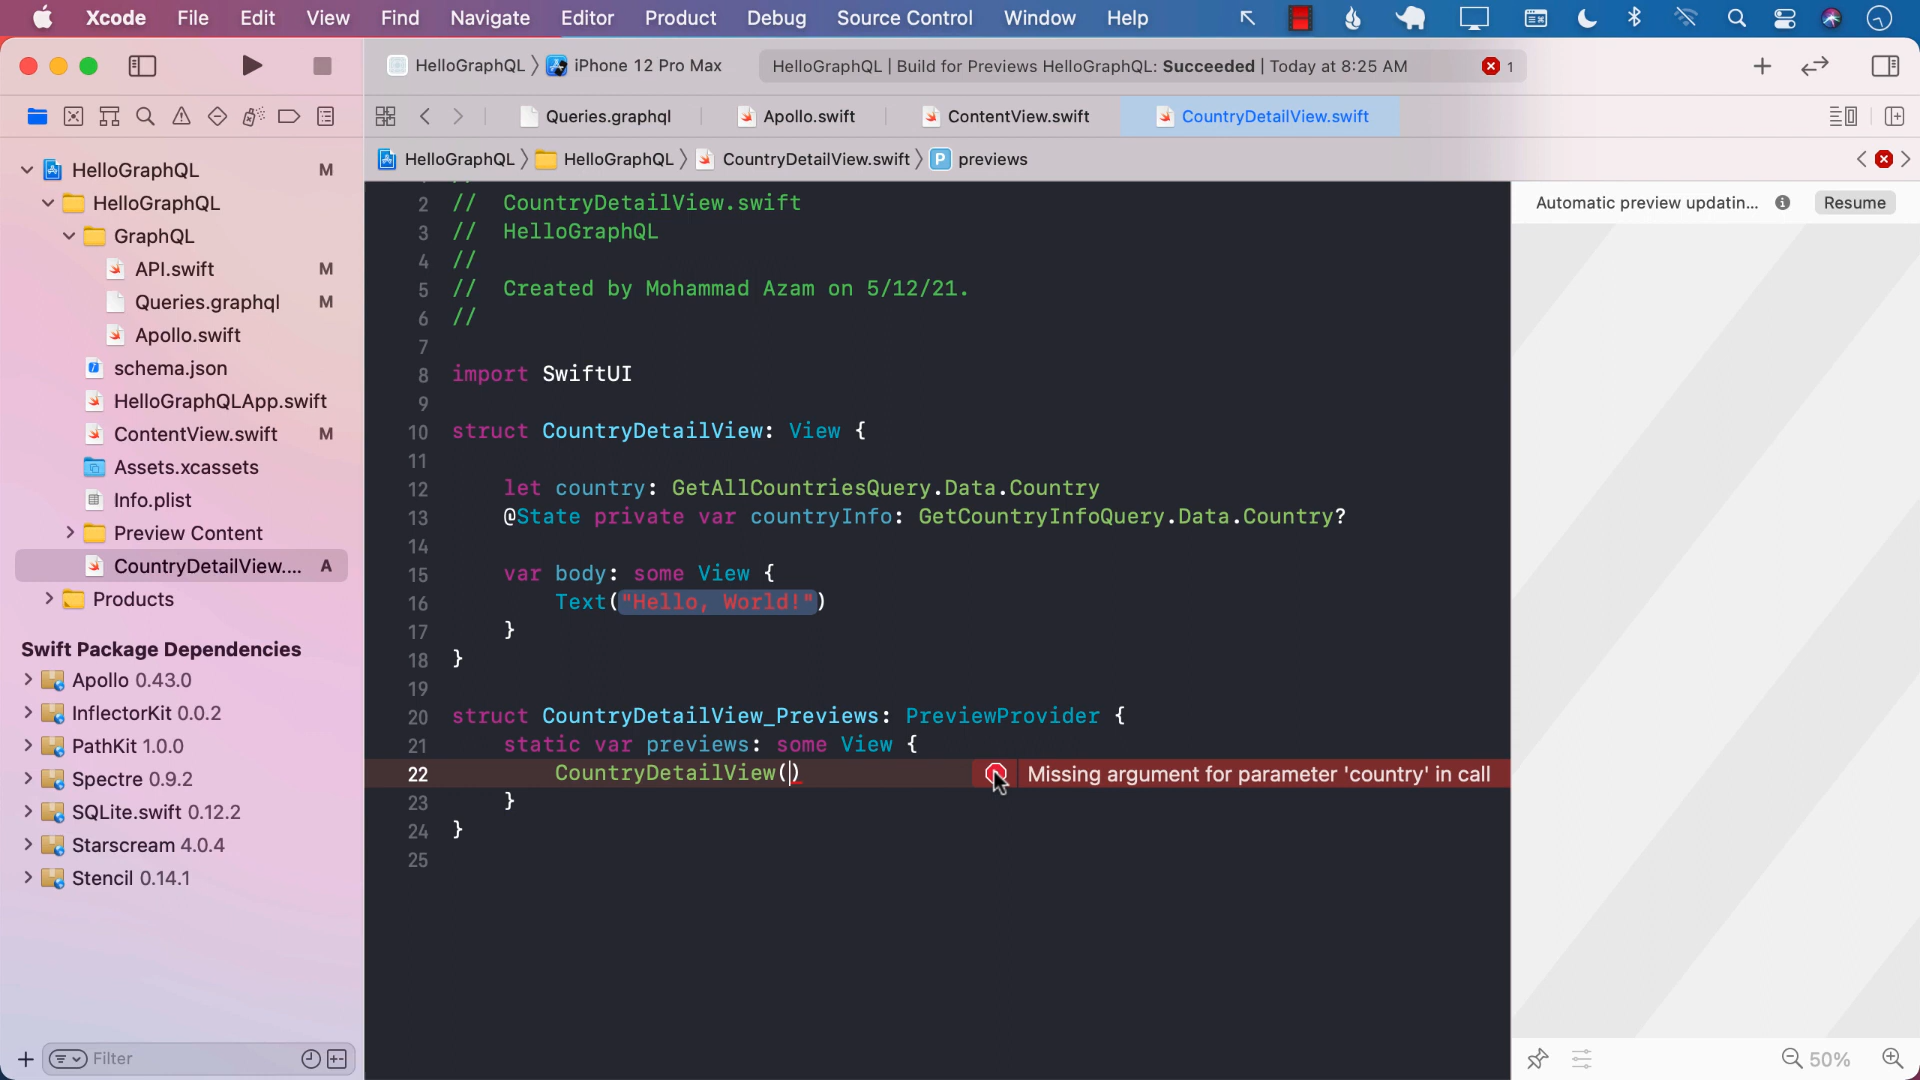 Xcode File Edit View Find Navigate Editor Product Debug Source Control Window Help
HelloGraphQL iPhone 12 Pro Max
HelloGraphQL | Build for Previews HelloGraphQL: Succeeded | Today at 8:25 AM 1
Queries.graphql Apollo.swift ContentView.swift CountryDetailView.swift
HelloGraphQL HelloGraphQL CountryDetailView.swift P previews
HelloGraphQL M
HelloGraphQL
GraphQL
API.swift M
Queries.graphql M
Apollo.swift
schema.json
HelloGraphQLApp.swift
ContentView.swift M
Assets.xcassets
Info.plist
Preview Content
CountryDetailView.... A
Products
Swift Package Dependencies
Apollo 0.43.0
InflectorKit 0.0.2
PathKit 1.0.0
Spectre 0.9.2
SQLite.swift 0.12.2
Starscream 4.0.4
Stencil 0.14.1
Filter
2 // CountryDetailView.swift
3 // HelloGraphQL
4 //
5 // Created by Mohammad Azam on 5/12/21.
6 //
7
8 import SwiftUI
9
10 struct CountryDetailView: View {
11
12 let country: GetAllCountriesQuery.Data.Country
13 @State private var countryInfo: GetCountryInfoQuery.Data.Country?
14
15 var body: some View {
16 Text("Hello, World!")
17 }
18 }
19
20 struct CountryDetailView_Previews: PreviewProvider {
21 static var previews: some View {
22 CountryDetailView() Missing argument for parameter 'country' in call
23 }
24 }
25
Automatic preview updatin... Resume
50%